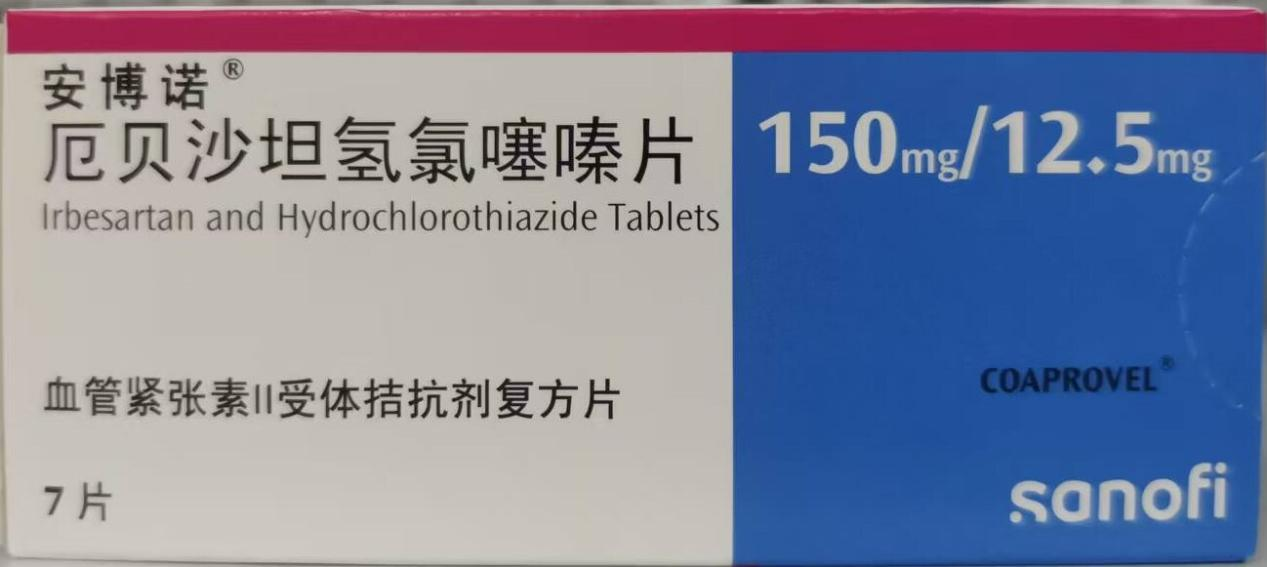 安博诺®
厄贝沙坦氢氯噻嗪片
Irbesartan and Hydrochlorothiazide Tablets
150mg/12.5mg
血管紧张素II受体拮抗剂复方片
7片
COAPROVEL®
sanofi